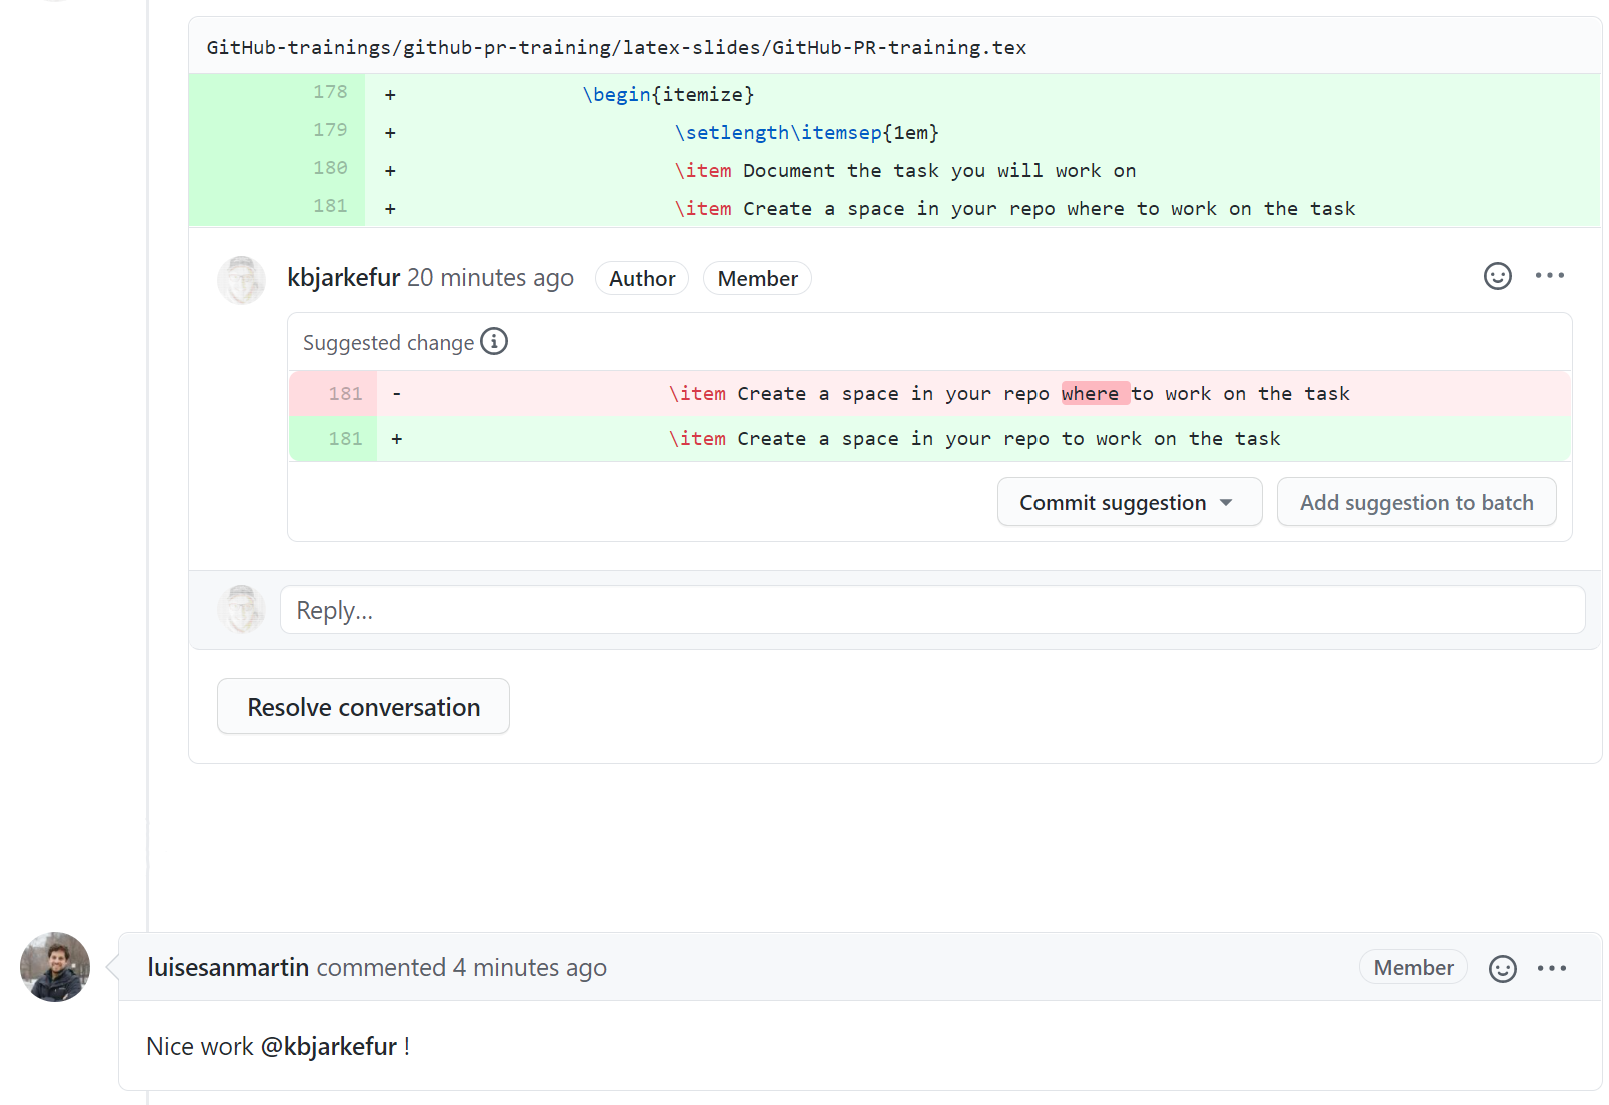 GitHub-trainings/github-pr-training/latex-slides/GitHub-PR-training.tex
178 + \begin{itemize}
179 + \setlength\itemsep{1em}
180 + \item Document the task you will work on
181 + \item Create a space in your repo where to work on the task
kbjarkefur 20 minutes ago Author Member
Suggested change
181 - \item Create a space in your repo where to work on the task
181 + \item Create a space in your repo to work on the task
Commit suggestion Add suggestion to batch
Reply...
Resolve conversation
luisesanmartin commented 4 minutes ago Member
Nice work @kbjarkefur !